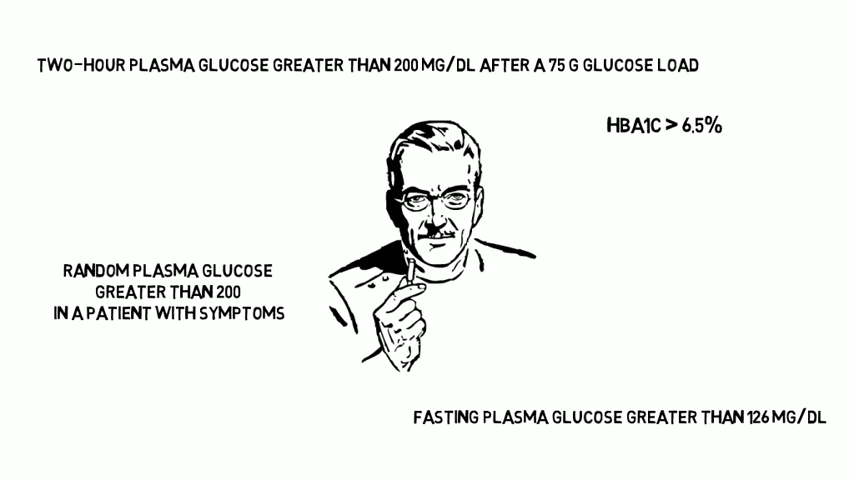 TWO-HOUR PLASMA GLUCOSE GREATER THAN 200 MG/DL AFTER A 75 G GLUCOSE LOAD
HBA1C > 6.5%
RANDOM PLASMA GLUCOSE
GREATER THAN 200
IN A PATIENT WITH SYMPTOMS
FASTING PLASMA GLUCOSE GREATER THAN 126 MG/DL